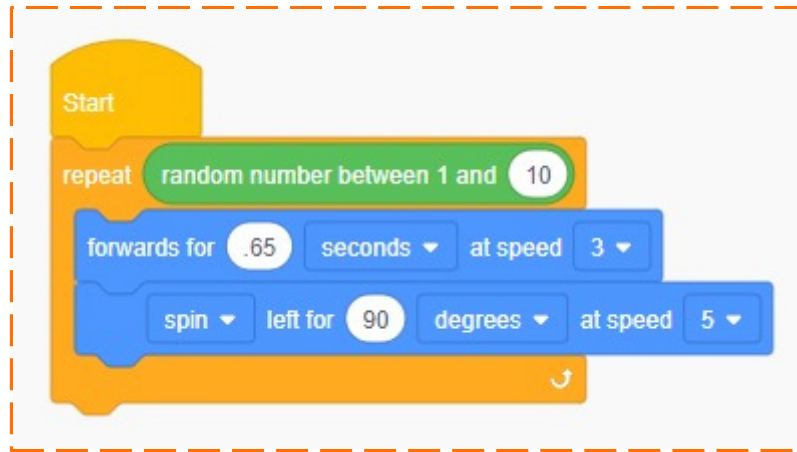 Start
repeat random number between 1 and 10
forwards for .65 seconds at speed 3
spin left for 90 degrees at speed 5